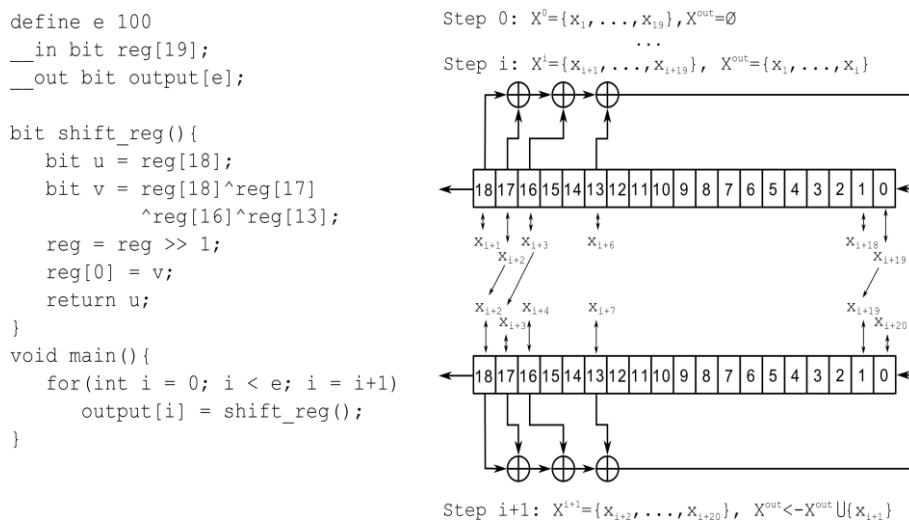 define e 100
__in bit reg[19];
__out bit output[e];
bit shift_reg(){
bit u = reg[18];
bit v = reg[18]^reg[17]
^reg[16]^reg[13];
reg = reg >> 1;
reg[0] = v;
return u;
}
void main(){
for(int i = 0; i < e; i = i+1)
output[i] = shift_reg();
}
Step 0: X⁰={x₁,...,x₁₉},Xᵒᵘᵗ=Ø
...
Step i: Xⁱ={xᵢ₊₁,...,xᵢ₊₁₉}, Xᵒᵘᵗ={x₁,...,xᵢ}
18 17 16 15 14 13 12 11 10 9 8 7 6 5 4 3 2 1 0
xᵢ₊₁ xᵢ₊₃ xᵢ₊₆ xᵢ₊₁₈
xᵢ₊₂ xᵢ₊₁₉
xᵢ₊₂ xᵢ₊₄ xᵢ₊₇ xᵢ₊₁₉
xᵢ₊₃ xᵢ₊₂₀
18 17 16 15 14 13 12 11 10 9 8 7 6 5 4 3 2 1 0
Step i+1: Xⁱ⁺¹={xᵢ₊₂,...,xᵢ₊₂₀}, Xᵒᵘᵗ<-Xᵒᵘᵗ∪{xᵢ₊₁}